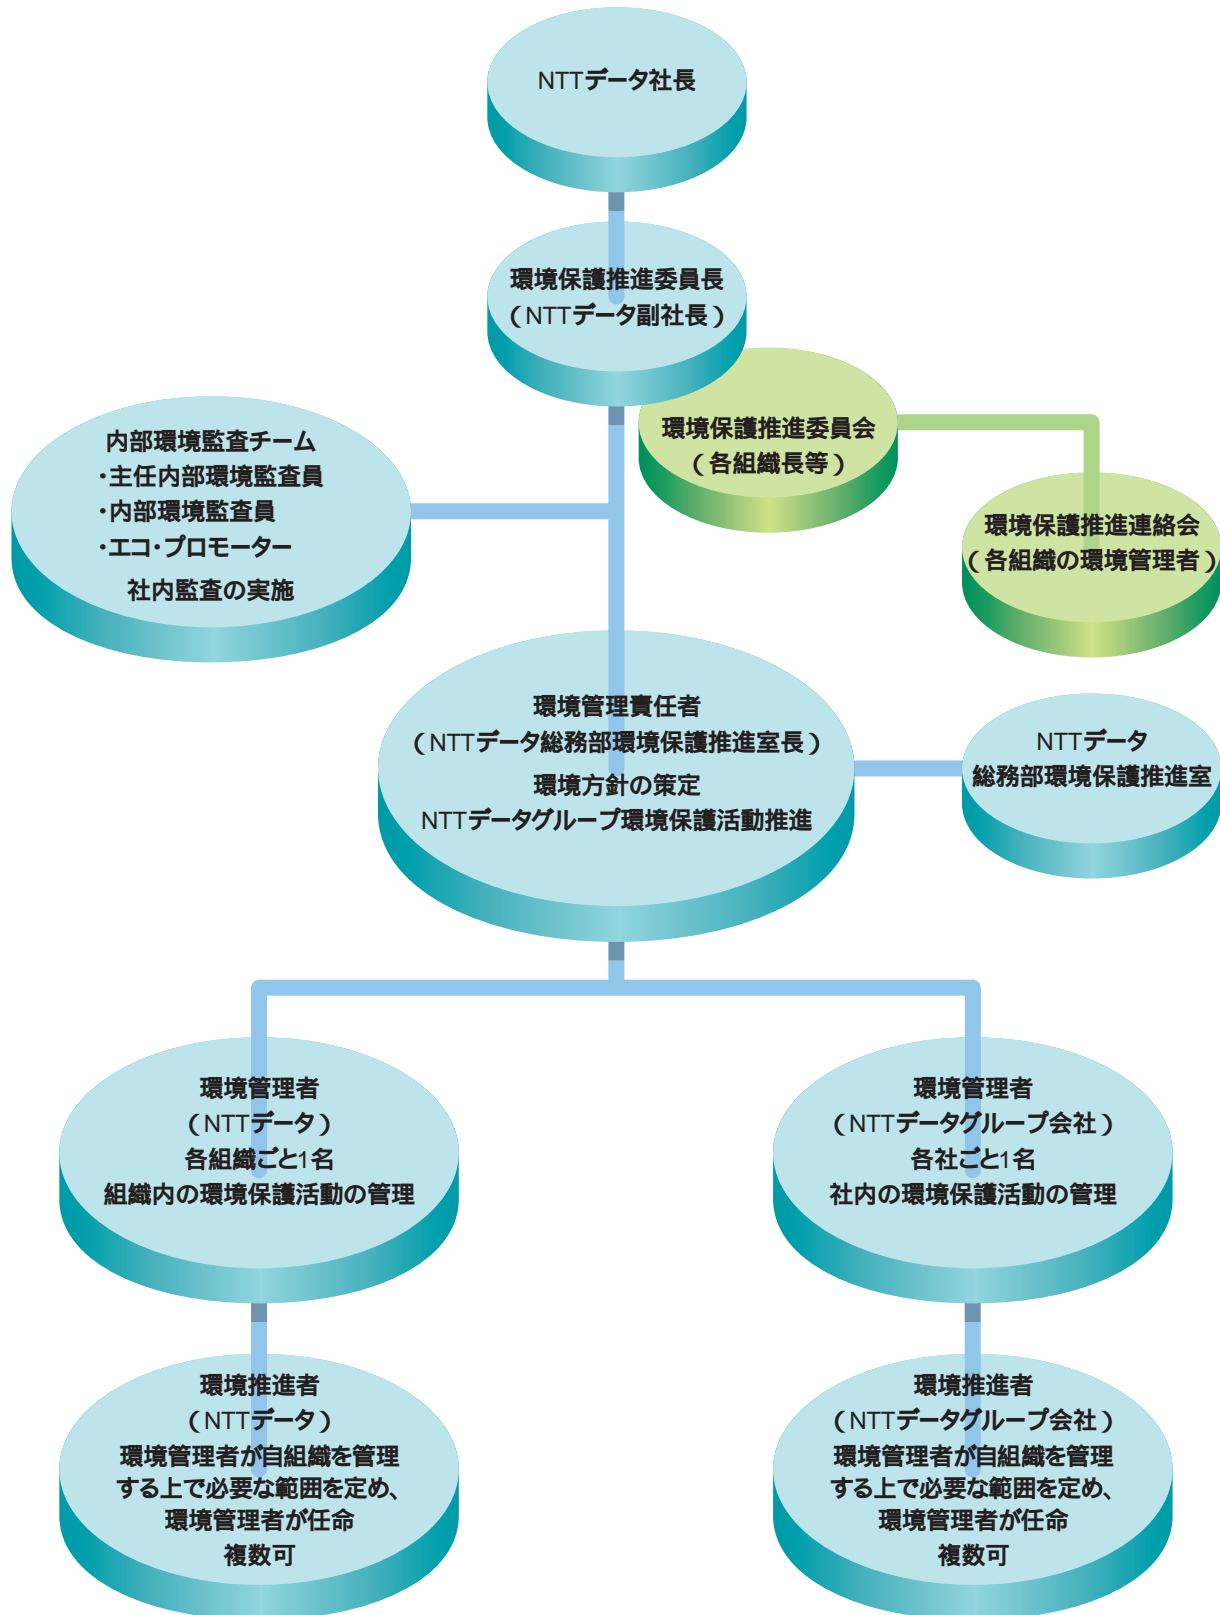 NTTデータ社長
環境保護推進委員長
(NTTデータ副社長)
環境保護推進委員会
(各組織長等)
環境保護推進連絡会
(各組織の環境管理者)
内部環境監査チーム
・主任内部環境監査員
・内部環境監査員
・エコ・プロモーター
社内監査の実施
環境管理責任者
(NTTデータ総務部環境保護推進室長)
環境方針の策定
NTTデータグループ環境保護活動推進
NTTデータ
総務部環境保護推進室
環境管理者
(NTTデータ)
各組織ごと1名
組織内の環境保護活動の管理
環境管理者
(NTTデータグループ会社)
各社ごと1名
社内の環境保護活動の管理
環境推進者
(NTTデータ)
環境管理者が自組織を管理
する上で必要な範囲を定め、
環境管理者が任命
複数可
環境推進者
(NTTデータグループ会社)
環境管理者が自組織を管理
する上で必要な範囲を定め、
環境管理者が任命
複数可